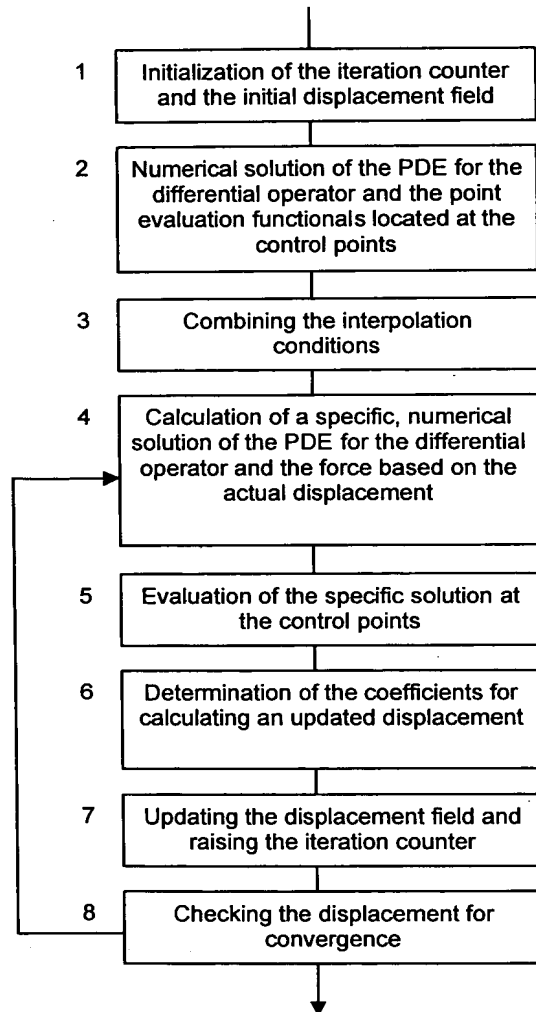 1
Initialization of the iteration counter
and the initial displacement field
2
Numerical solution of the PDE for the
differential operator and the point
evaluation functionals located at the
control points
3
Combining the interpolation
conditions
4
Calculation of a specific, numerical
solution of the PDE for the differential
operator and the force based on the
actual displacement
5
Evaluation of the specific solution at
the control points
6
Determination of the coefficients for
calculating an updated displacement
7
Updating the displacement field and
raising the iteration counter
8
Checking the displacement for
convergence